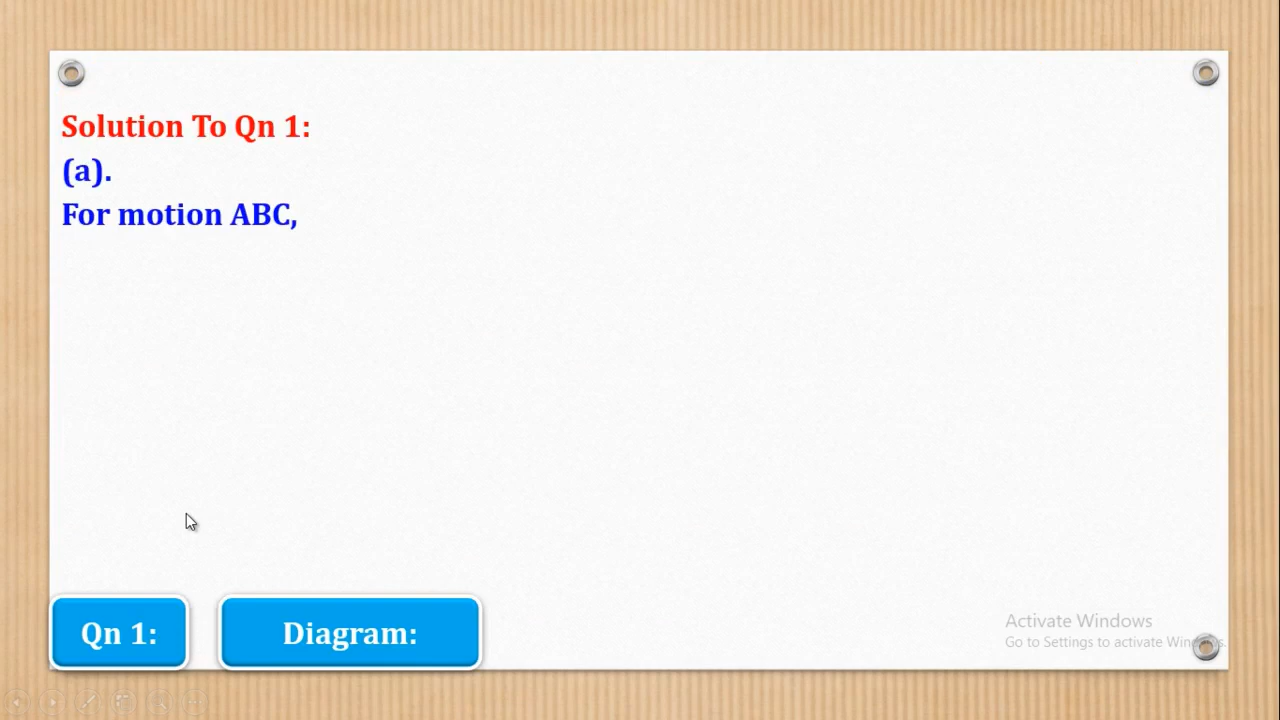 Solution To Qn 1:
(a).
For motion ABC,
Qn 1:
Diagram:
Activate Windows
Go to Settings to activate Windows.